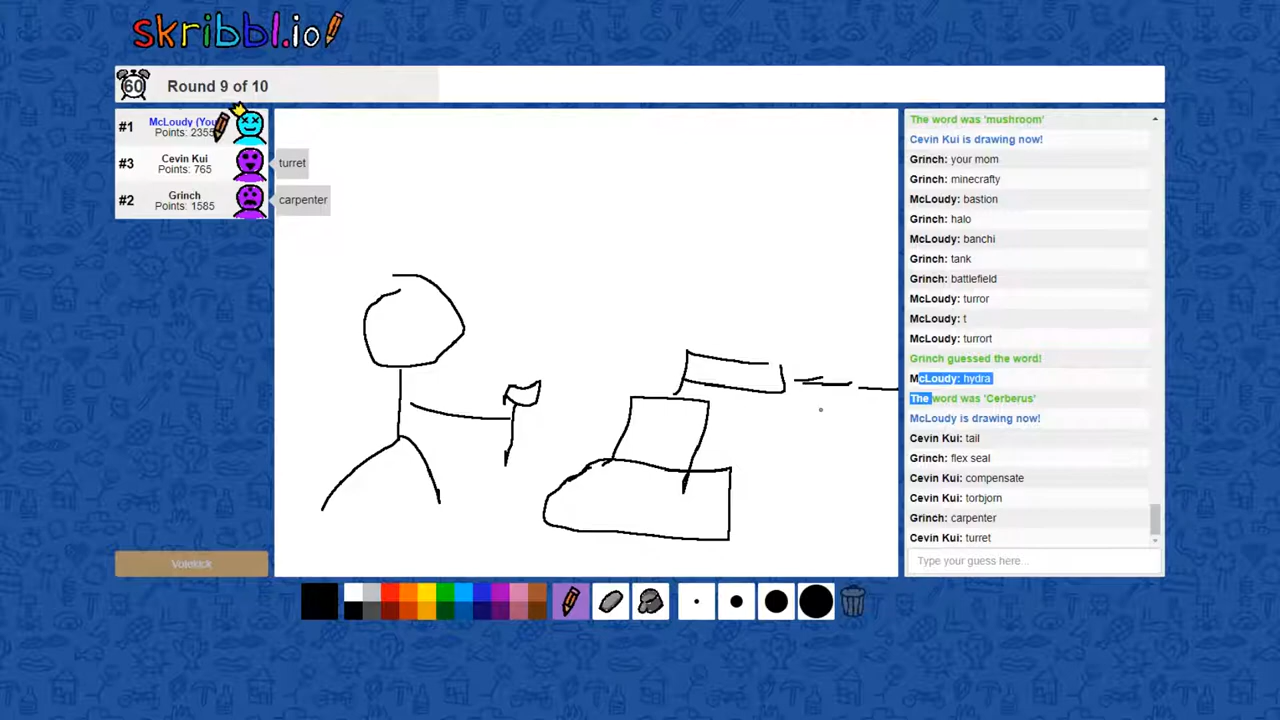 skribbl.io
60
Round 9 of 10
#1
McLoudy (You
Points: 2355
#3
Cevin Kui
Points: 765
turret
#2
Grinch
Points: 1585
carpenter
Votekick
The word was 'mushroom'
Cevin Kui is drawing now!
Grinch: your mom
Grinch: minecrafty
McLoudy: bastion
Grinch: halo
McLoudy: banchi
Grinch: tank
Grinch: battlefield
McLoudy: turror
McLoudy: t
McLoudy: turrort
Grinch guessed the word!
McLoudy: hydra
The word was 'Cerberus'
McLoudy is drawing now!
Cevin Kui: tail
Grinch: flex seal
Cevin Kui: compensate
Cevin Kui: torbjorn
Grinch: carpenter
Cevin Kui: turret
Type your guess here...